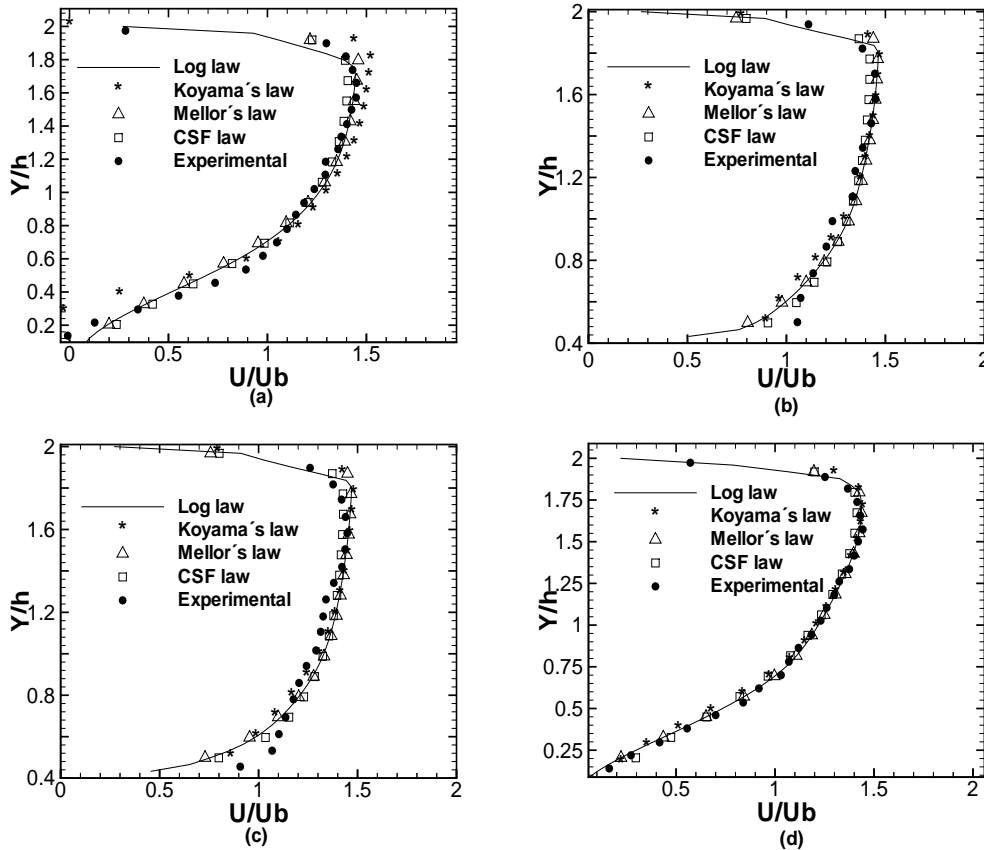 2
1.8
1.6
1.4
1.2
1
0.8
0.6
0.4
0.2
0
0.5
1
1.5
Y/h
U/Ub
(a)
Log law
Koyama´s law
Mellor´s law
CSF law
Experimental
2
1.6
1.2
0.8
0.4
0
0.5
1
1.5
2
Y/h
U/Ub
(b)
Log law
Koyama´s law
Mellor´s law
CSF law
Experimental
2
1.6
1.2
0.8
0.4
0
0.5
1
1.5
2
Y/h
U/Ub
(c)
Log law
Koyama´s law
Mellor´s law
CSF law
Experimental
2
1.75
1.5
1.25
1
0.75
0.5
0.25
0.5
1
1.5
2
Y/h
U/Ub
(d)
Log law
Koyama´s law
Mellor´s law
CSF law
Experimental